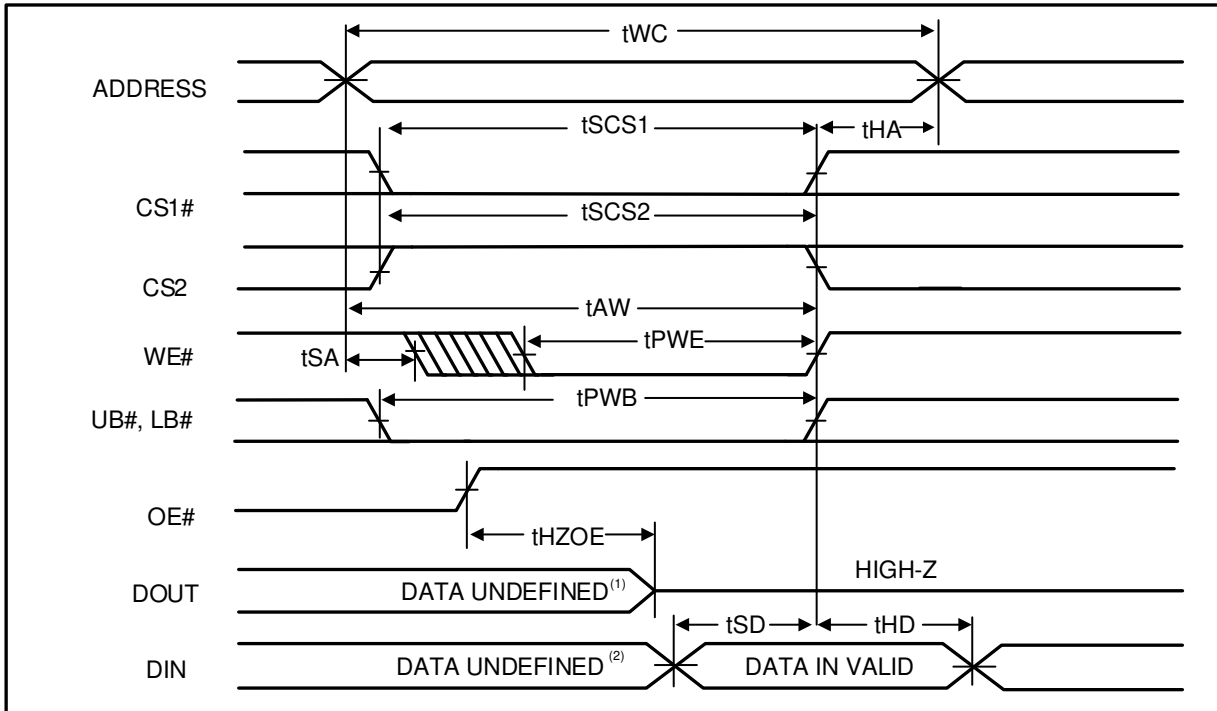 tWC
ADDRESS
tSCS1
tHA
CS1#
tSCS2
CS2
tAW
WE#
tSA
tPWE
UB#, LB#
tPWB
OE#
tHZOE
DOUT
DATA UNDEFINED(1)
HIGH-Z
tSD
tHD
DIN
DATA UNDEFINED (2)
DATA IN VALID